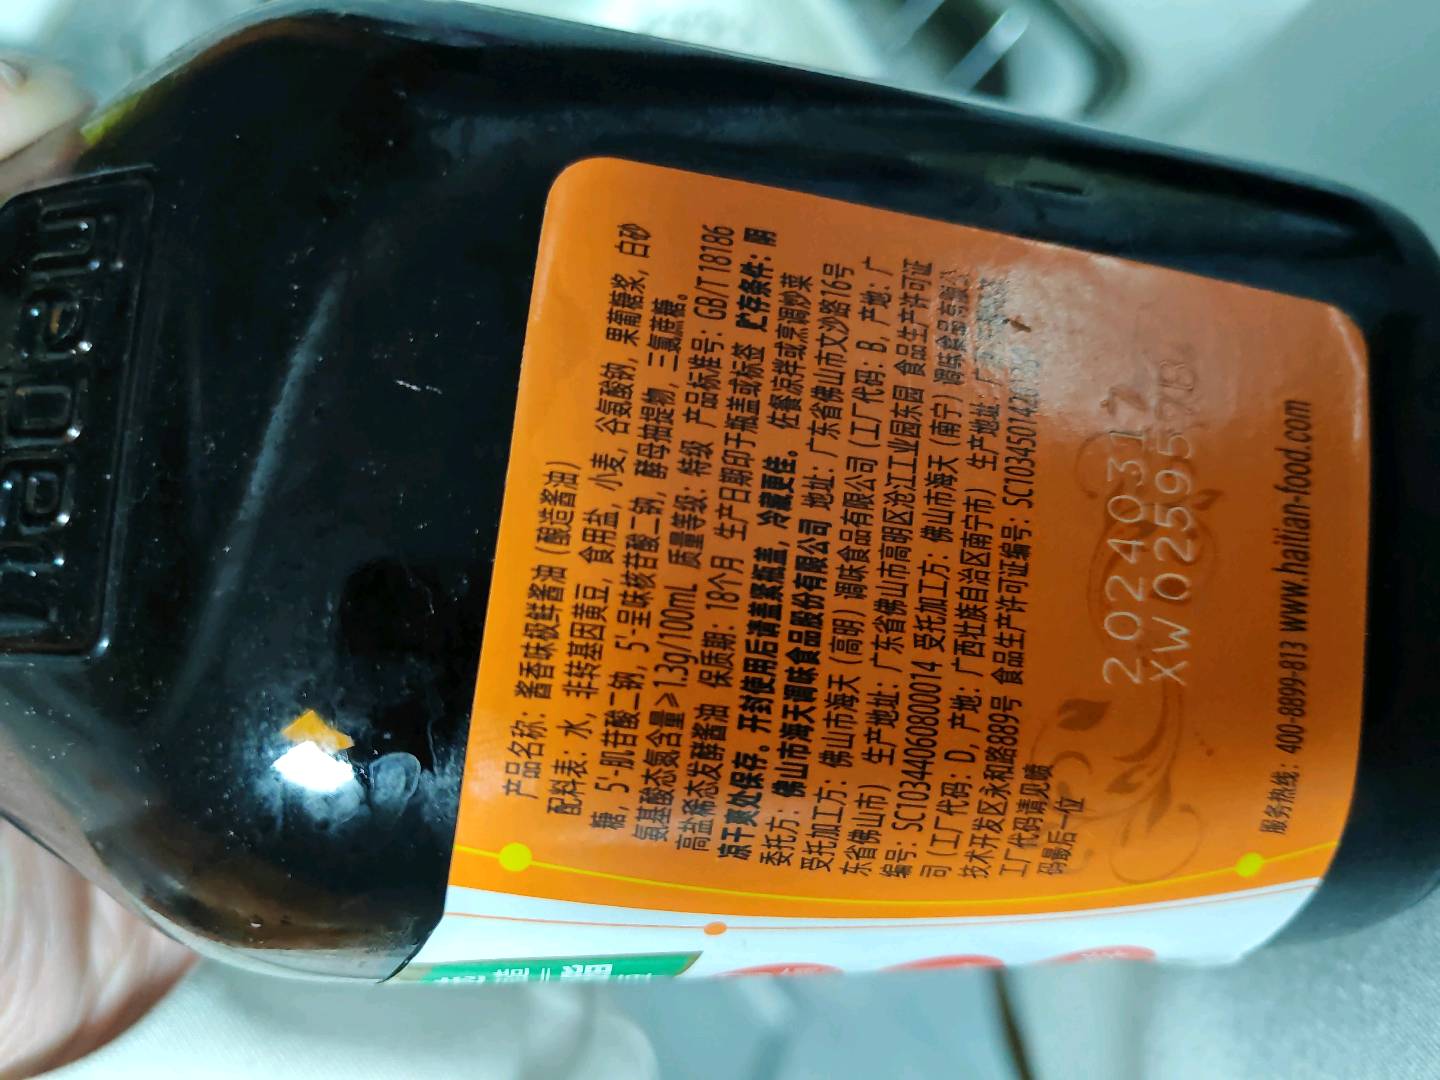 haday
产品名称：酱香味极鲜酱油（酿造酱油）
配料表：水，非转基因黄豆，食用盐，小麦，谷氨酸钠，果葡糖浆，白砂
糖，5'-肌苷酸二钠，5'-呈味核苷酸二钠，酵母抽提物，三氯蔗糖。
氨基酸态氮含量≥1.3g/100mL 质量等级：特级 产品标准号：GB/T18186
高盐稀态发酵酱油 保质期：18个月 生产日期印于瓶盖或标签 贮存条件：阴
凉干爽处保存。开封使用后请盖紧瓶盖，冷藏更佳。 佐餐凉拌或烹调炒菜
委托方：佛山市海天调味食品股份有限公司 地址：广东省佛山市文沙路16号
受托加工方：佛山市海天（高明）调味食品有限公司（工厂代码：B，产地：广
东省佛山市） 生产地址：广东省佛山市高明区沧江工业园东园 食品生产许可证
编号：SC10344060800014 受托加工方：佛山市海天（南宁）调味食品有限公
司（工厂代码：D，产地：广西壮族自治区南宁市） 生产地址：
技术开发区永和路889号 食品生产许可证编号：SC103450142
工厂代码请见喷
码最后一位
20240317
XW 025957B
服务热线：400-8899-813 www.haitian-food.com